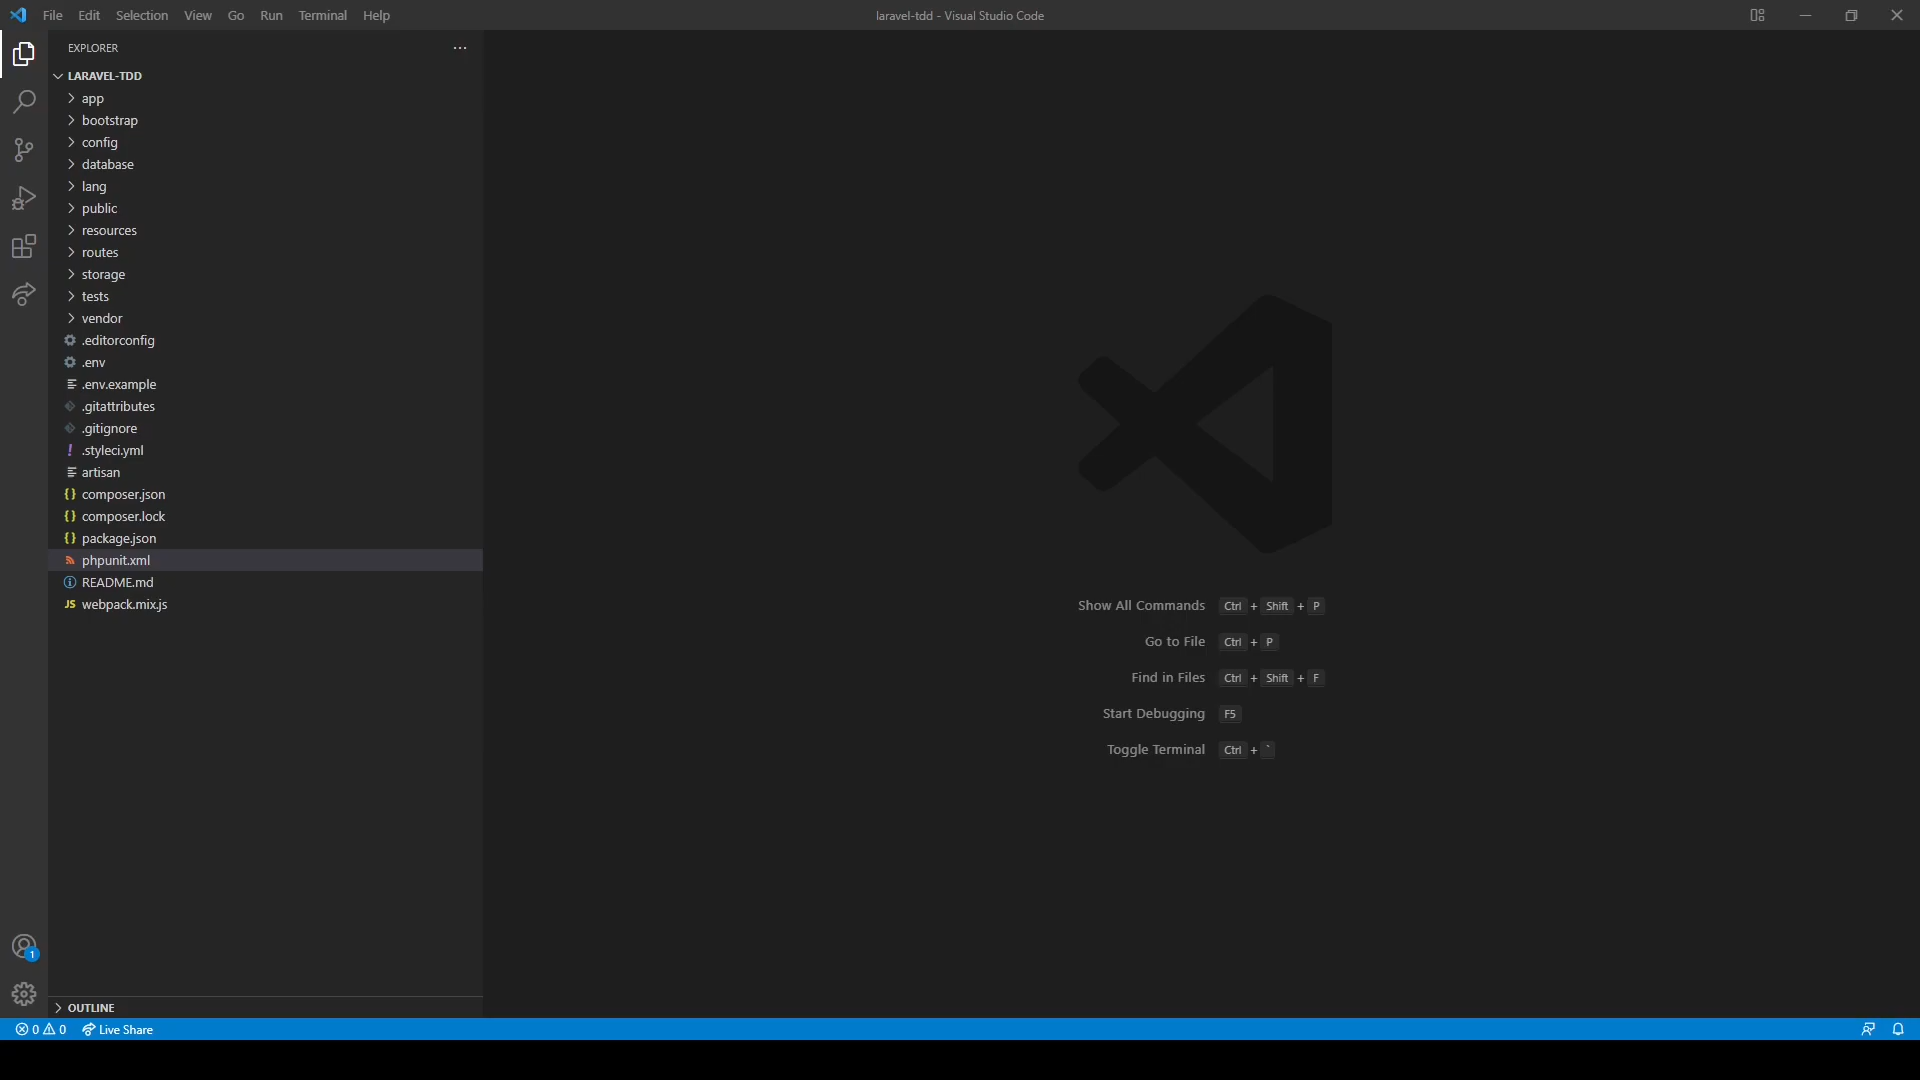 File Edit Selection View Go Run Terminal Help
laravel-tdd - Visual Studio Code
EXPLORER
LARAVEL-TDD
app
bootstrap
config
database
lang
public
resources
routes
storage
tests
vendor
.editorconfig
.env
.env.example
.gitattributes
.gitignore
.styleci.yml
artisan
{} composer.json
{} composer.lock
{} package.json
phpunit.xml
README.md
JS webpack.mix.js
Show All Commands Ctrl + Shift + P
Go to File Ctrl + P
Find in Files Ctrl + Shift + F
Start Debugging F5
Toggle Terminal Ctrl + `
1
OUTLINE
0 0 Live Share